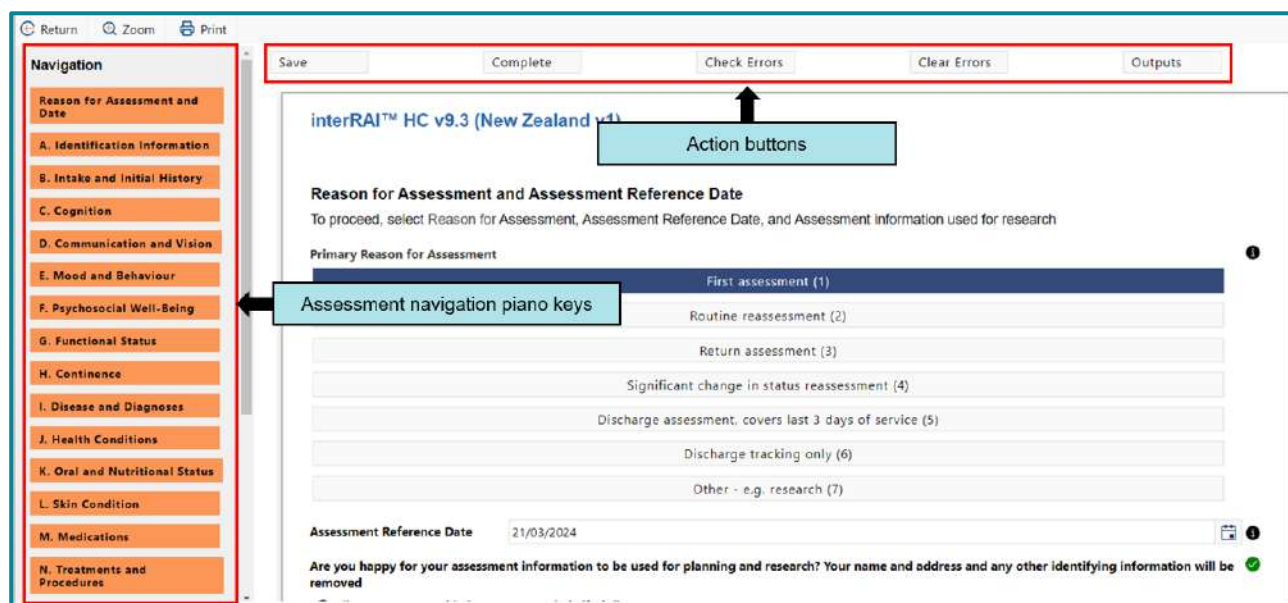 Return Zoom Print
Navigation
Reason for Assessment and
Date
A. Identification Information
B. Intake and Initial History
C. Cognition
D. Communication and Vision
E. Mood and Behaviour
F. Psychosocial Well-Being
G. Functional Status
H. Continence
I. Disease and Diagnoses
J. Health Conditions
K. Oral and Nutritional Status
L. Skin Condition
M. Medications
N. Treatments and
Procedures
Assessment navigation piano keys
Save Complete Check Errors Clear Errors Outputs
Action buttons
interRAI™ HC v9.3 (New Zealand v1)
Reason for Assessment and Assessment Reference Date
To proceed, select Reason for Assessment, Assessment Reference Date, and Assessment information used for research
Primary Reason for Assessment
First assessment (1)
Routine reassessment (2)
Return assessment (3)
Significant change in status reassessment (4)
Discharge assessment, covers last 3 days of service (5)
Discharge tracking only (6)
Other - e.g. research (7)
Assessment Reference Date 21/03/2024
Are you happy for your assessment information to be used for planning and research? Your name and address and any other identifying information will be
removed